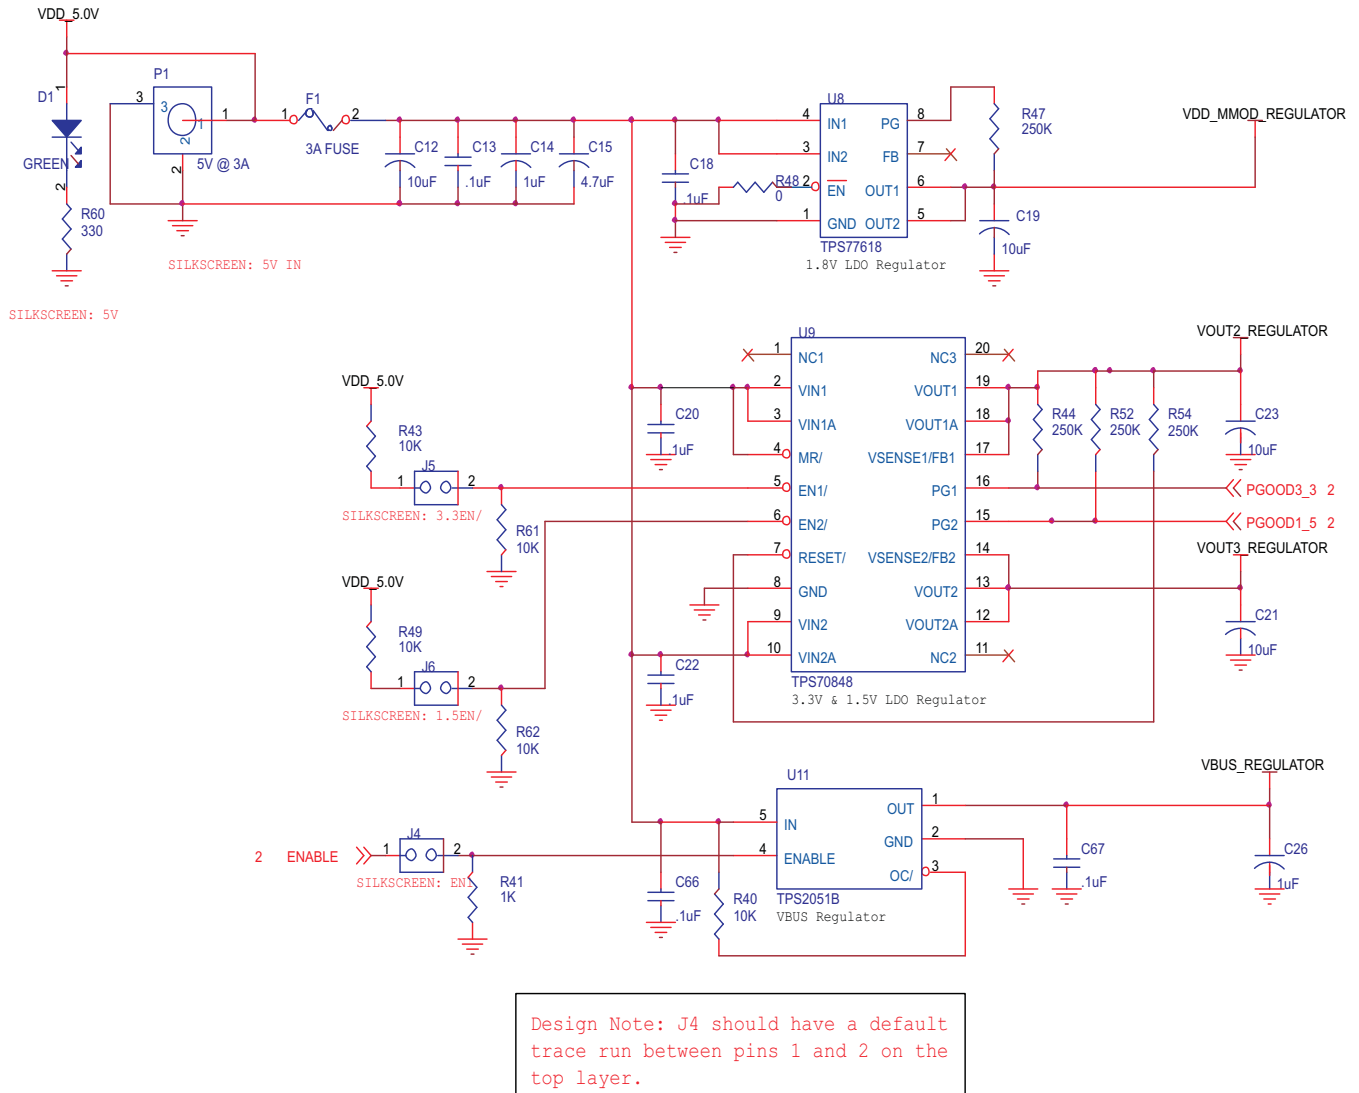 VDD_5.0V
P1
3
3
1
1
2
2
5V @ 3A
D1
1
GREEN
2
R60
330
SILKSCREEN: 5V IN
SILKSCREEN: 5V
F1
1
2
3A FUSE
C12
10uF
C13
.1uF
C14
1uF
C15
4.7uF
C18
.1uF
R48
0
U8
4 IN1 PG 8
3 IN2 FB 7
2 EN OUT1 6
1 GND OUT2 5
TPS77618
1.8V LDO Regulator
R47
250K
VDD_MMOD_REGULATOR
C19
10uF
U9
1 NC1 NC3 20
2 VIN1 VOUT1 19
3 VIN1A VOUT1A 18
4 MR/ VSENSE1/FB1 17
5 EN1/ PG1 16
6 EN2/ PG2 15
7 RESET/ VSENSE2/FB2 14
8 GND VOUT2 13
9 VIN2 VOUT2A 12
10 VIN2A NC2 11
TPS70848
3.3V & 1.5V LDO Regulator
VOUT2_REGULATOR
R44
250K
R52
250K
R54
250K
C23
10uF
PGOOD3_3 2
PGOOD1_5 2
VOUT3_REGULATOR
C21
10uF
C20
.1uF
C22
.1uF
VDD_5.0V
R43
10K
J5
1 2
SILKSCREEN: 3.3EN/
R61
10K
VDD_5.0V
R49
10K
J6
1 2
SILKSCREEN: 1.5EN/
R62
10K
U11
5 IN OUT 1
GND 2
4 ENABLE
OC/ 3
TPS2051B
VBUS Regulator
VBUS_REGULATOR
C67
.1uF
C26
1uF
2 ENABLE
J4
1 2
SILKSCREEN: EN1
R41
1K
C66
.1uF
R40
10K
Design Note: J4 should have a default
trace run between pins 1 and 2 on the
top layer.